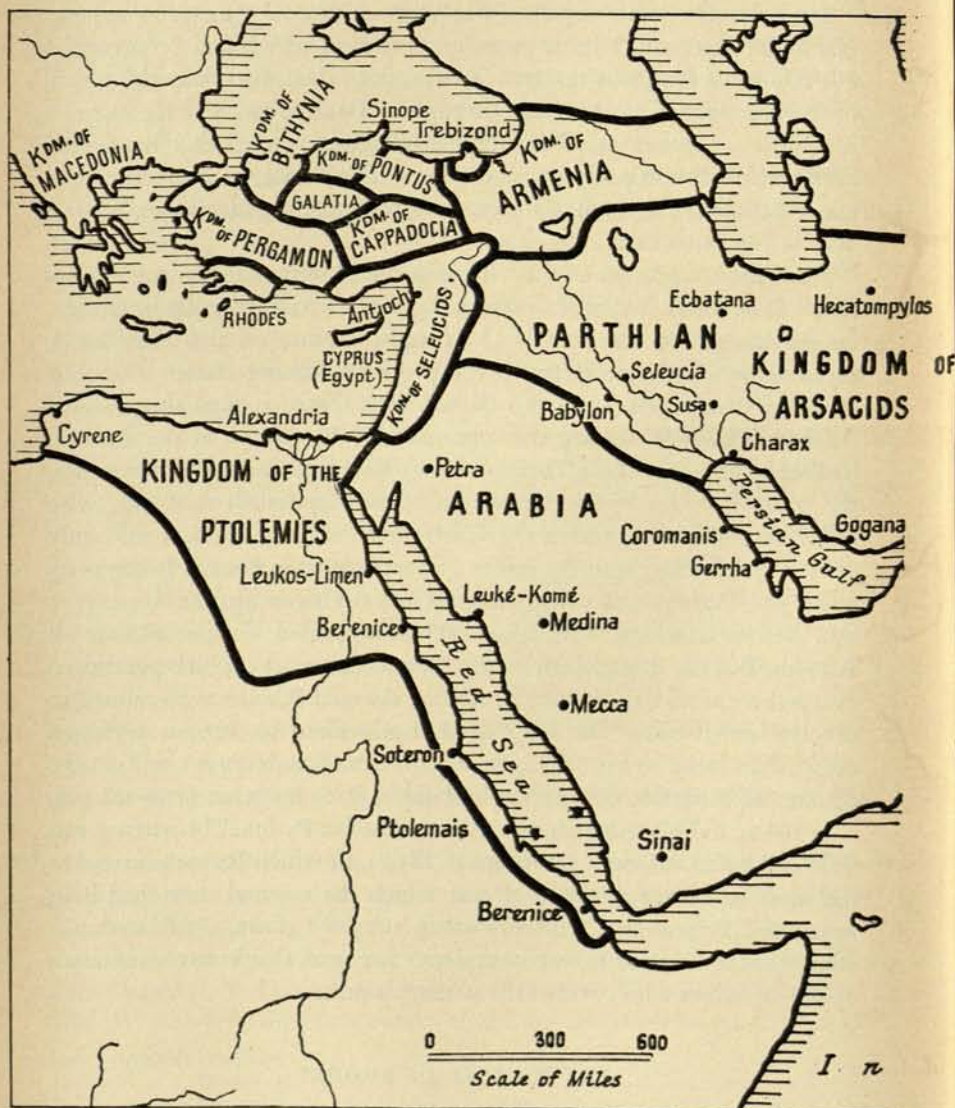 KDM. OF MACEDONIA
KDM. OF BITHYNIA
Sinope
Trebizond
KDM. OF PONTUS
KDM. OF ARMENIA
GALATIA
KDM. OF CAPPADOCIA
KDM. OF PERGAMON
RHODES
Antioch
CYPRUS
(Egypt)
KDM. OF SELEUCIDS
Ecbatana
Hecatompylos
PARTHIAN
KINGDOM OF
ARSACIDS
Seleucia
Babylon
Susa
Charax
Cyrene
Alexandria
KINGDOM OF THE
PTOLEMIES
Petra
ARABIA
Persian Gulf
Coromanis
Gogana
Gerrha
Leukos-Limen
Leuké-Komé
Berenice
Medina
Red Sea
Mecca
Soteron
Ptolemais
Sinai
Berenice
0 300 600
Scale of Miles
In